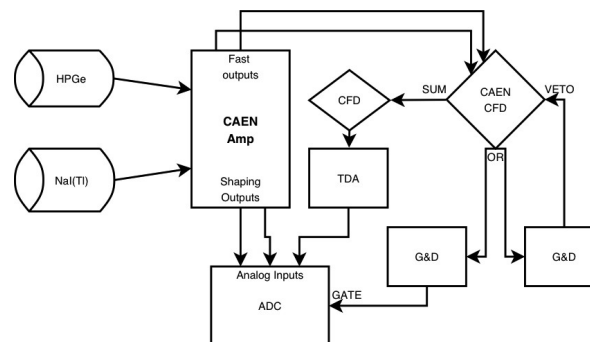 HPGe
NaI(Tl)
Fast
outputs
CAEN
Amp
Shaping
Outputs
CFD
SUM
CAEN
CFD
VETO
OR
TDA
G&D
G&D
Analog Inputs
ADC
GATE